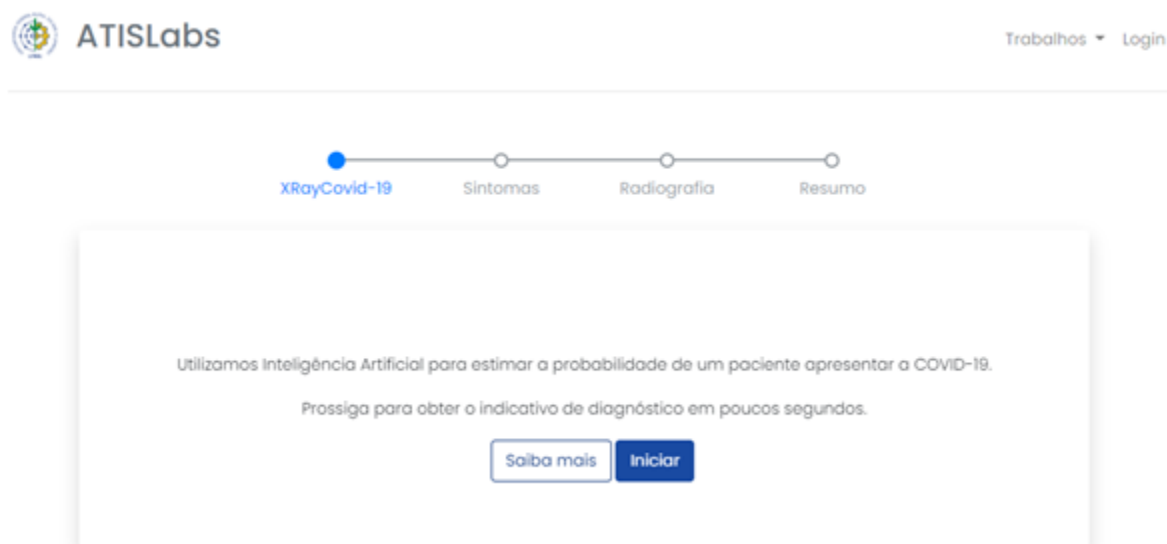 ATISLabs
Trabalhos Login
XRayCovid-19 Sintomas Radiografia Resumo
Utilizamos Inteligência Artificial para estimar a probabilidade de um paciente apresentar a COVID-19.
Prossiga para obter o indicativo de diagnóstico em poucos segundos.
Saiba mais Iniciar